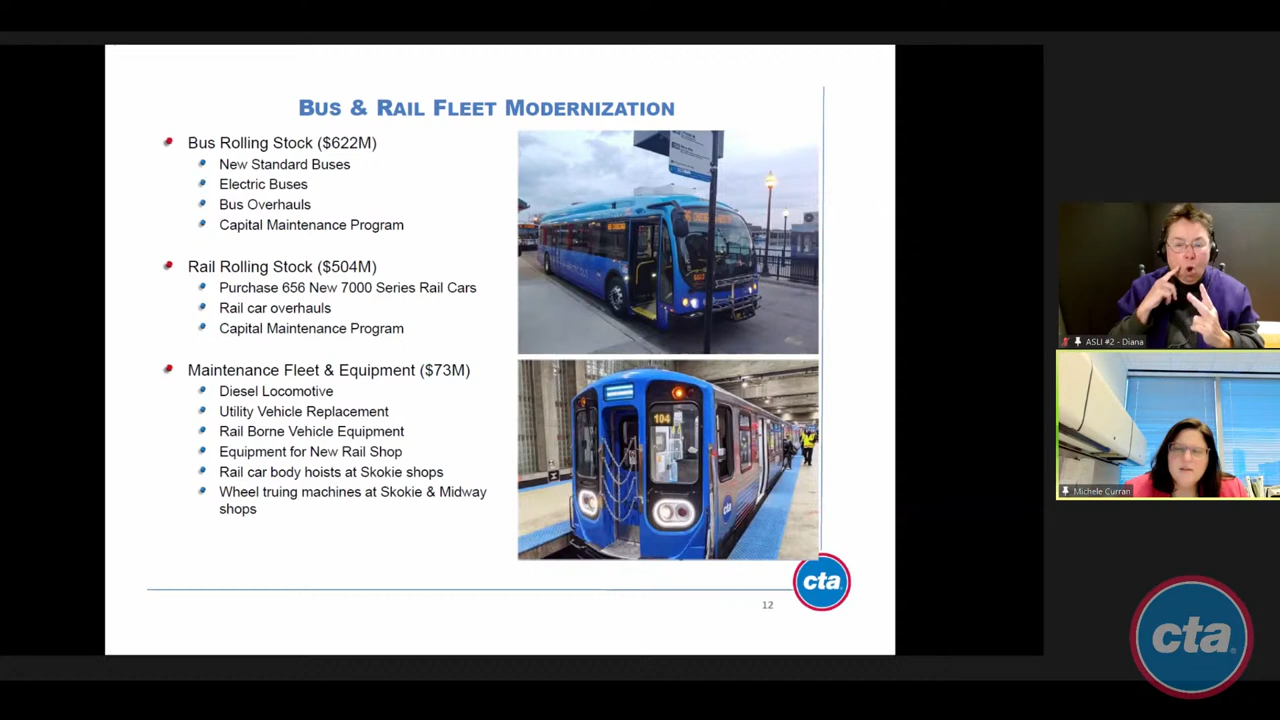 BUS & RAIL FLEET MODERNIZATION
Bus Rolling Stock ($622M)
New Standard Buses
Electric Buses
Bus Overhauls
Capital Maintenance Program
Rail Rolling Stock ($504M)
Purchase 656 New 7000 Series Rail Cars
Rail car overhauls
Capital Maintenance Program
Maintenance Fleet & Equipment ($73M)
Diesel Locomotive
Utility Vehicle Replacement
Rail Borne Vehicle Equipment
Equipment for New Rail Shop
Rail car body hoists at Skokie shops
Wheel truing machines at Skokie & Midway
shops
104
cta
cta
12
ASLI #2 - Diana
Michele Curran
cta